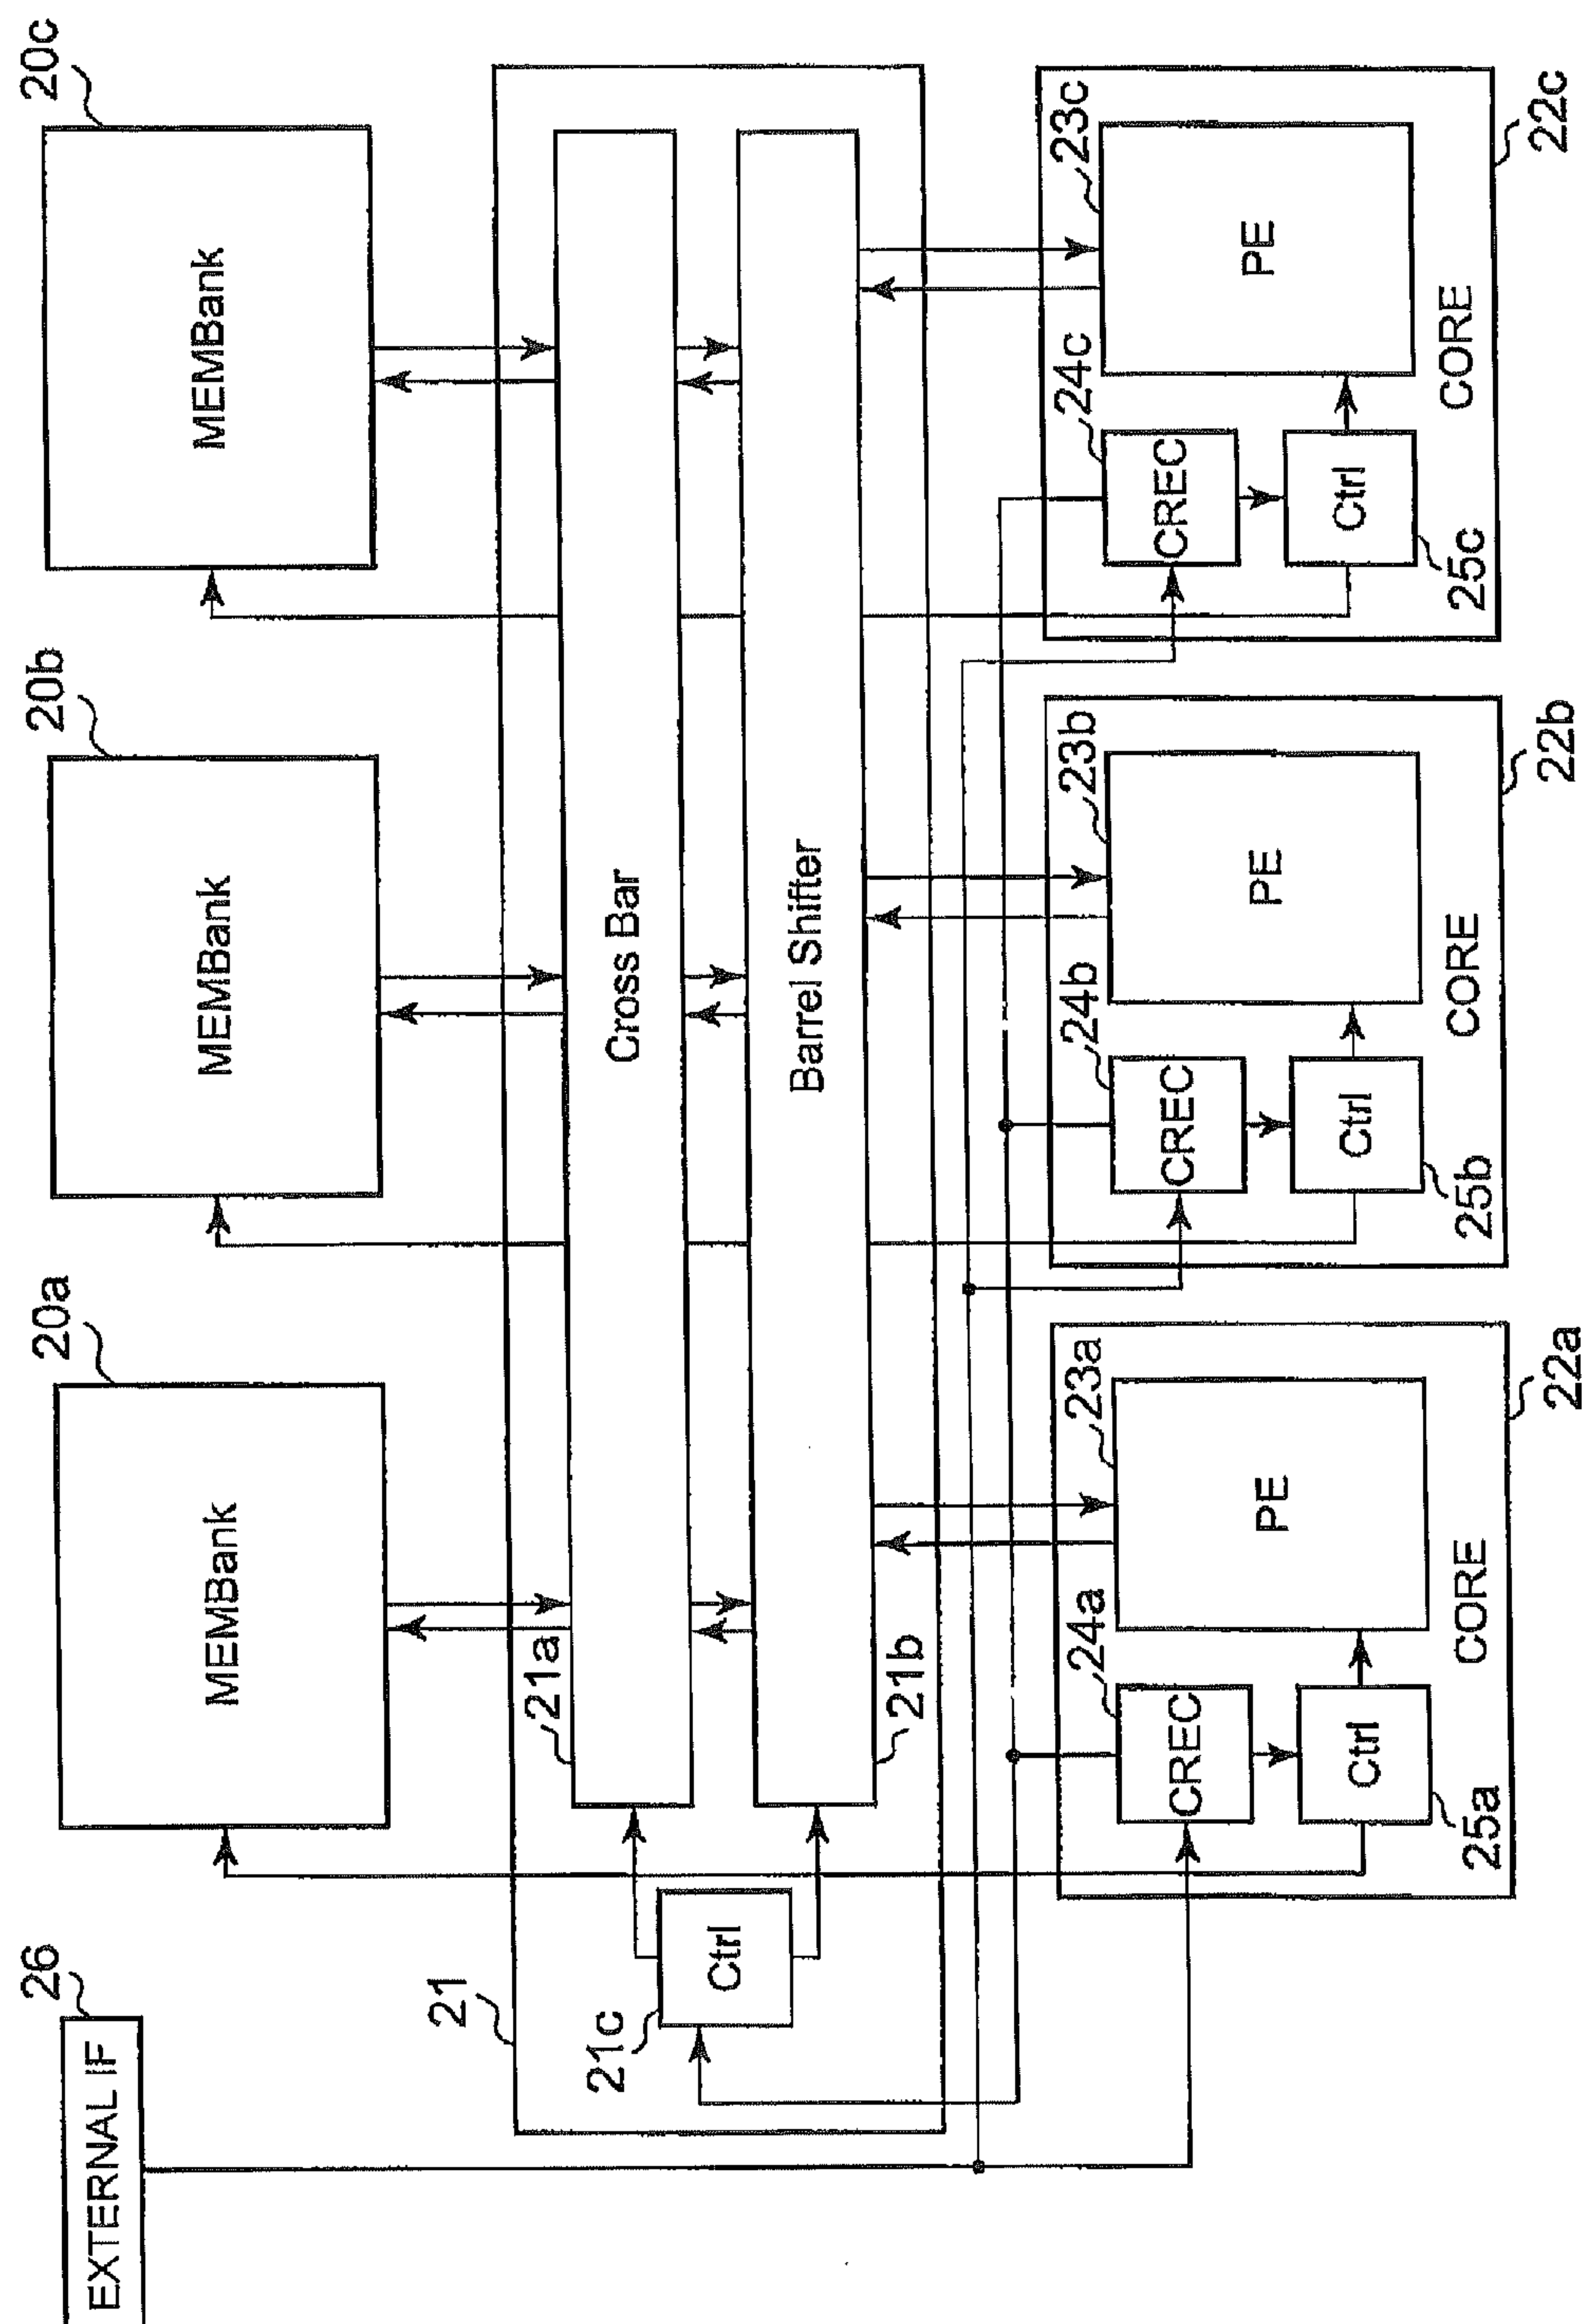 EXTERNAL IF
26
20a
20b
20c
MEMBank
MEMBank
MEMBank
21
21a
Cross Bar
21c
Ctrl
Barrel Shifter
21b
24a
23a
24b
23b
24c
23c
CREC
PE
CREC
PE
CREC
PE
Ctrl
Ctrl
Ctrl
25a
CORE
25b
CORE
25c
CORE
22a
22b
22c